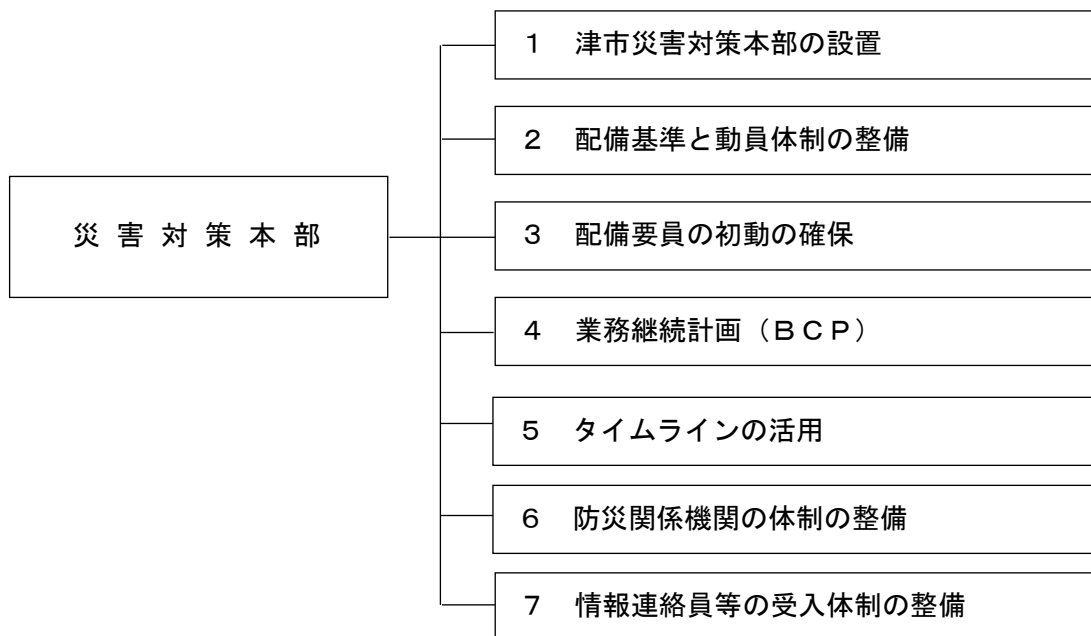 １　津市災害対策本部の設置
２　配備基準と動員体制の整備
災 害 対 策 本 部
３　配備要員の初動の確保
４　業務継続計画（ＢＣＰ）
５　タイムラインの活用
６　防災関係機関の体制の整備
７　情報連絡員等の受入体制の整備